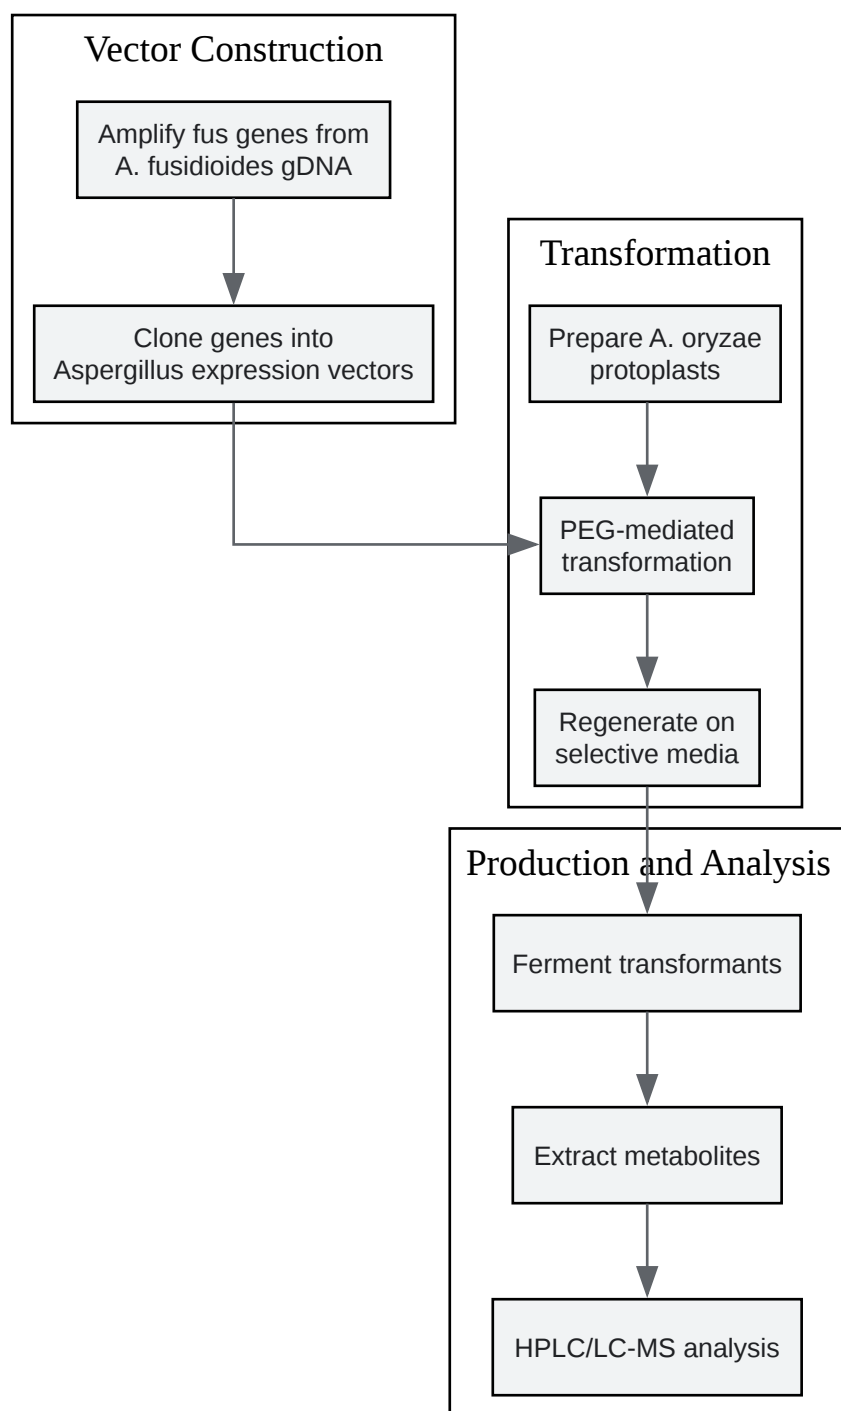 Vector Construction
Amplify fus genes from
A. fusidioides gDNA
Clone genes into
Aspergillus expression vectors
Transformation
Prepare A. oryzae
protoplasts
PEG-mediated
transformation
Regenerate on
selective media
Production and Analysis
Ferment transformants
Extract metabolites
HPLC/LC-MS analysis